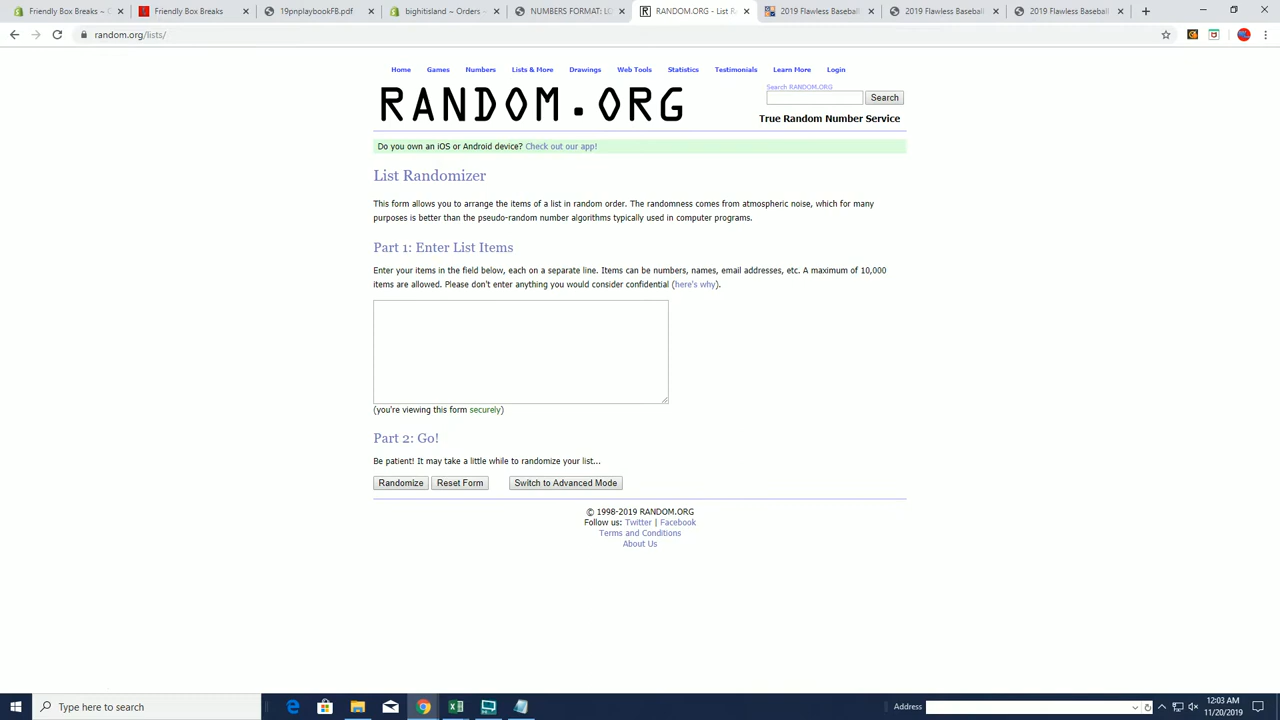 Friendly Box Breaks – C
Friendly Box Breaks
19pnplaybookFB.pdf
bighitistan – Orders –
NUMBERS FORMAT: LO
RANDOM.ORG - List
2019 Flawless Baseball
2019 Flawless Baseball
2019 Flawless Baseball
random.org/lists/
Home Games Numbers Lists & More Drawings Web Tools Statistics Testimonials Learn More Login
Search RANDOM.ORG
RANDOM.ORG
Search
True Random Number Service
Do you own an iOS or Android device? Check out our app!
List Randomizer
This form allows you to arrange the items of a list in random order. The randomness comes from atmospheric noise, which for many
purposes is better than the pseudo-random number algorithms typically used in computer programs.
Part 1: Enter List Items
Enter your items in the field below, each on a separate line. Items can be numbers, names, email addresses, etc. A maximum of 10,000
items are allowed. Please don't enter anything you would consider confidential (here's why).
(you're viewing this form securely)
Part 2: Go!
Be patient! It may take a little while to randomize your list...
Randomize Reset Form Switch to Advanced Mode
© 1998-2019 RANDOM.ORG
Follow us: Twitter | Facebook
Terms and Conditions
About Us
Type here to search
Address
12:03 AM
11/20/2019